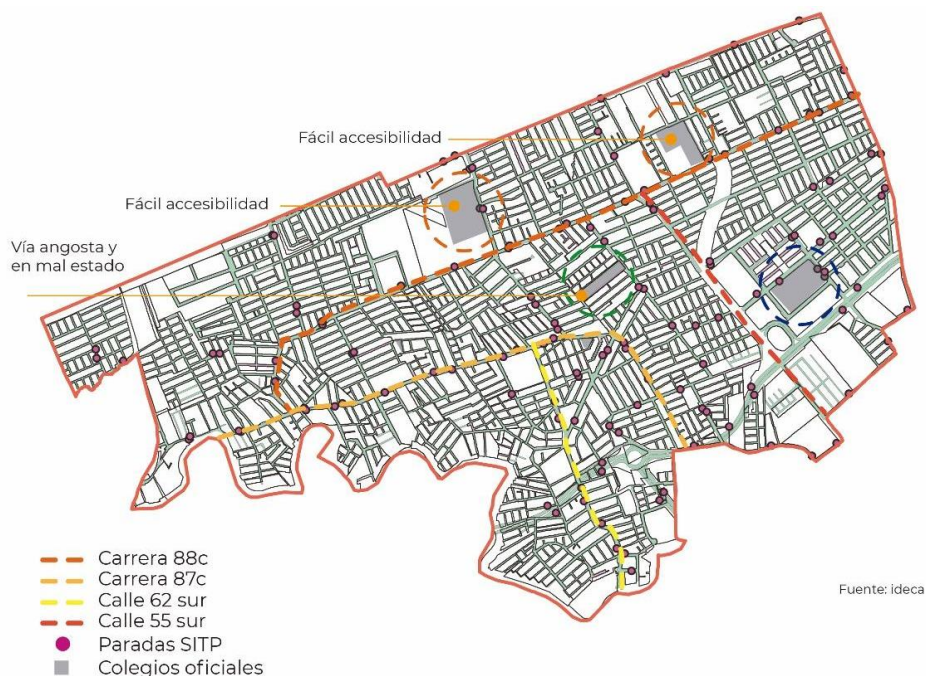 Fácil accesibilidad
Fácil accesibilidad
Vía angosta y
en mal estado
Carrera 88c
Carrera 87c
Calle 62 sur
Calle 55 sur
Paradas SITP
Colegios oficiales
Fuente: ideca